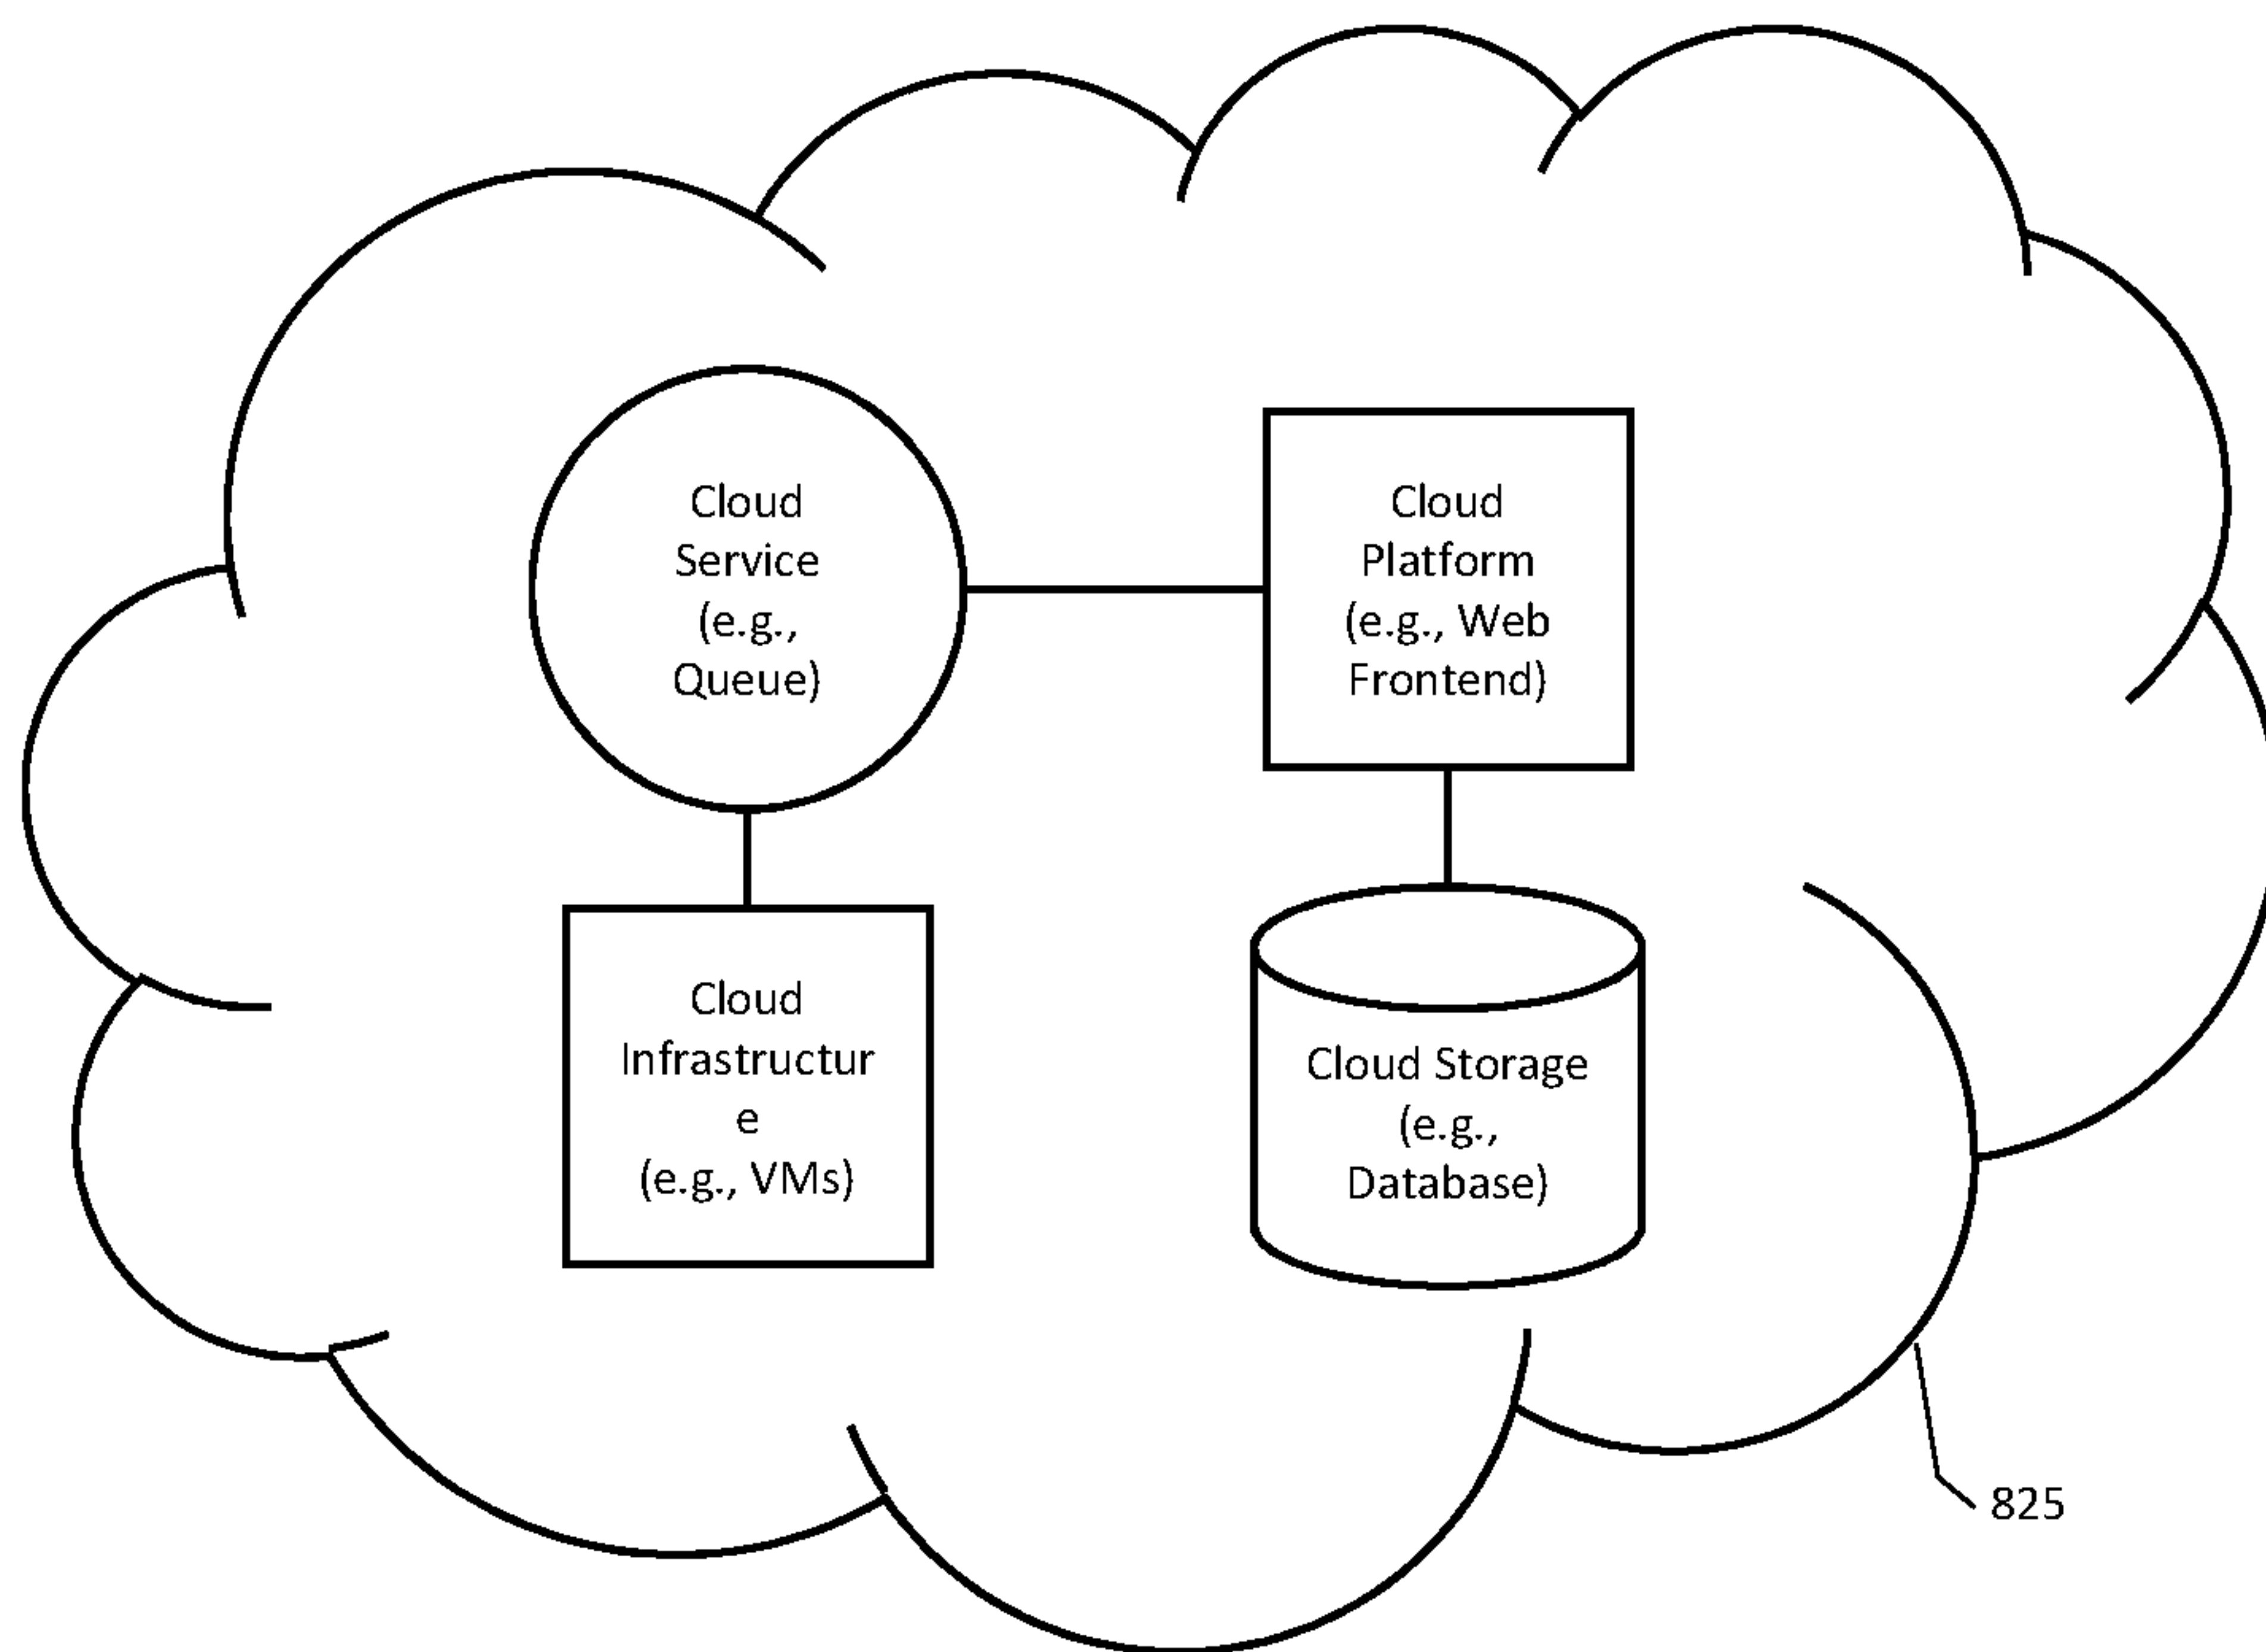 Cloud
Service
(e.g.,
Queue)
Cloud
Platform
(e.g., Web
Frontend)
Cloud
Infrastructur
e
(e.g., VMs)
Cloud Storage
(e.g.,
Database)
825